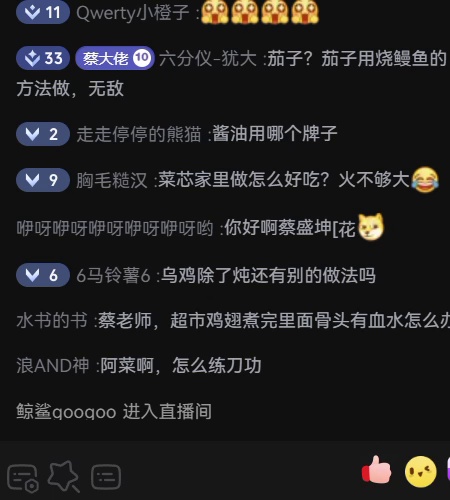 11 Qwerty小橙子 :
33 蔡大佬 10 六分仪-犹大 :茄子？茄子用烧鳗鱼的
方法做，无敌
2 走走停停的熊猫 :酱油用哪个牌子
9 胸毛糙汉 :菜芯家里做怎么好吃？火不够大
咿呀咿呀咿呀咿呀咿呀哟 :你好啊蔡盛坤[花
6 6马铃薯6 :乌鸡除了炖还有别的做法吗
水书的书 :蔡老师，超市鸡翅煮完里面骨头有血水怎么办
浪AND神 :阿菜啊，怎么练刀功
鲸鲨googoo 进入直播间